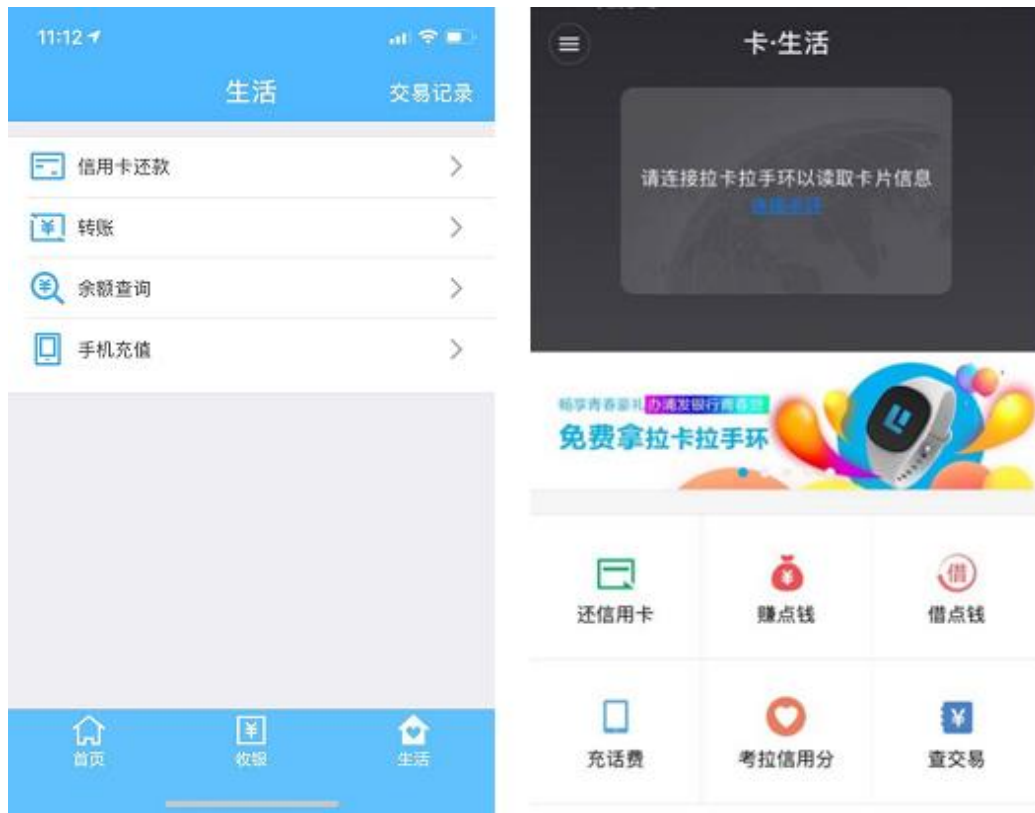 11:12
生活
交易记录
信用卡还款
转账
余额查询
手机充值
首页
收银
生活
卡·生活
请连接拉卡拉手环以读取卡片信息
连接手环
畅享青春豪礼 办浦发银行青春卡
免费拿拉卡拉手环
还信用卡
赚点钱
借点钱
充话费
考拉信用分
查交易